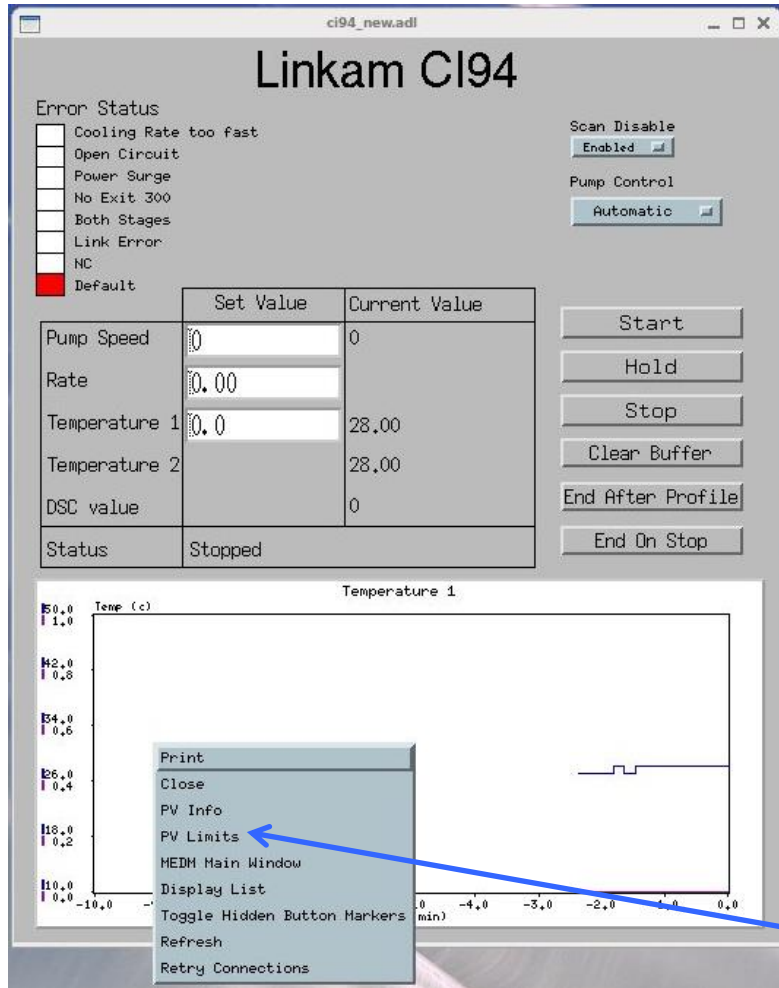 ci94_new.adl
Linkam CI94
Error Status
Cooling Rate too fast
Open Circuit
Power Surge
No Exit 300
Both Stages
Link Error
NC
Default
Scan Disable
Enabled
Pump Control
Automatic
Set Value Current Value
Pump Speed 0 0
Rate 0.00
Temperature 1 0.0 28.00
Temperature 2 28.00
DSC value 0
Status Stopped
Start
Hold
Stop
Clear Buffer
End After Profile
End On Stop
Temperature 1
Temp (c)
50.0
1.0
42.0
0.8
34.0
0.6
26.0
0.4
18.0
0.2
10.0
0.0
-10.0 -4.0 -3.0 -2.0 -1.0 0.0
min)
Print
Close
PV Info
PV Limits
MEDM Main Window
Display List
Toggle Hidden Button Markers
Refresh
Retry Connections